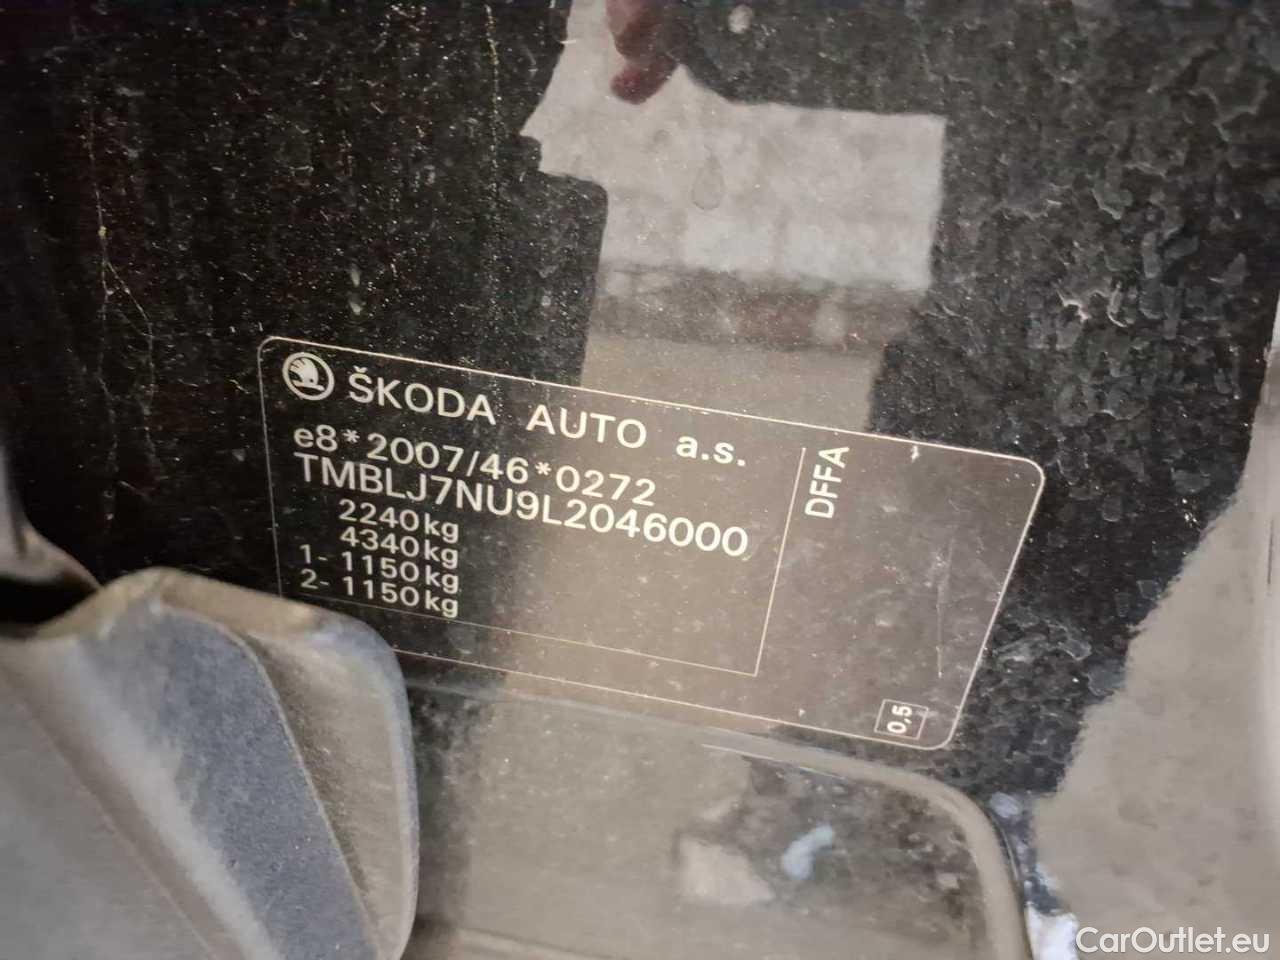 ŠKODA AUTO a.s.
e8*2007/46*0272
TMBLJ7NU9L2046000
2240kg
4340kg
1- 1150kg
2- 1150kg
DFFA
0,5
CarOutlet.eu